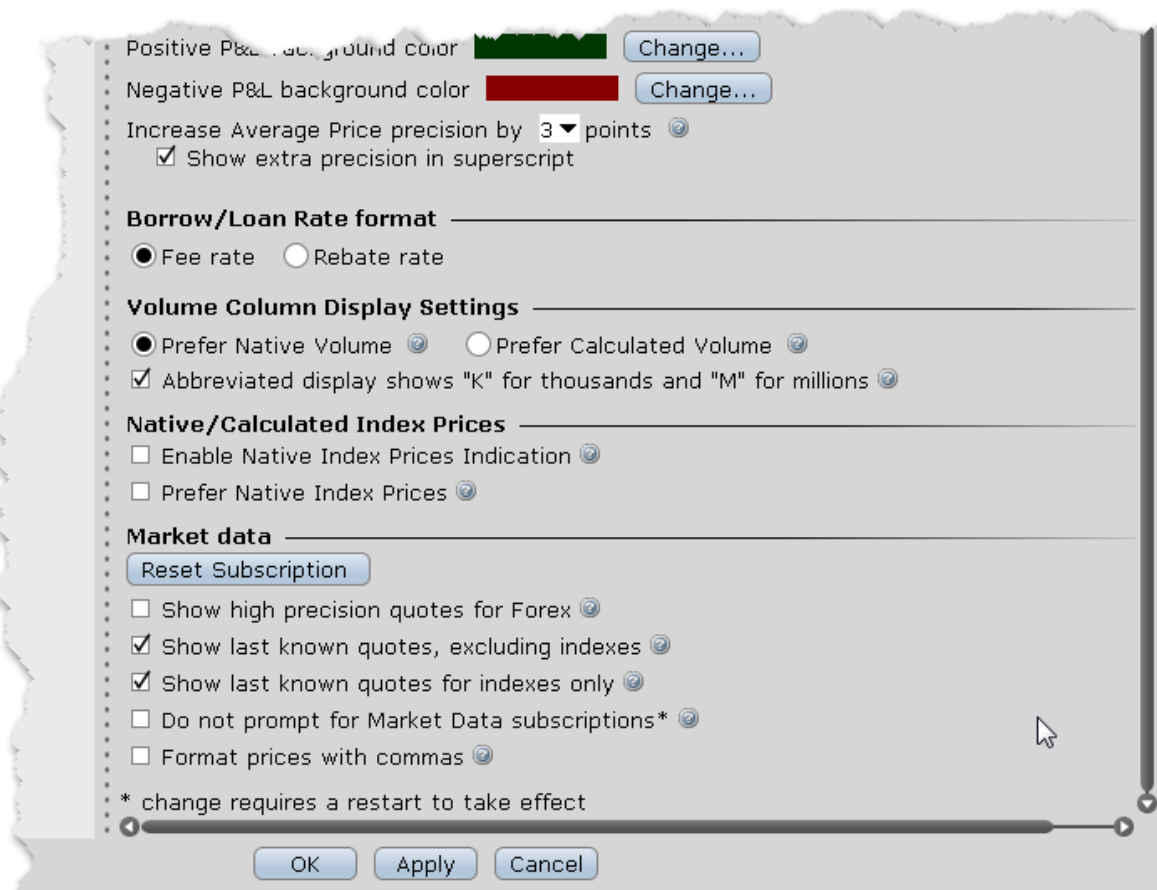 Positive P&L background color Change...
Negative P&L background color Change...
Increase Average Price precision by 3 points
Show extra precision in superscript
Borrow/Loan Rate format
Fee rate Rebate rate
Volume Column Display Settings
Prefer Native Volume Prefer Calculated Volume
Abbreviated display shows "K" for thousands and "M" for millions
Native/Calculated Index Prices
Enable Native Index Prices Indication
Prefer Native Index Prices
Market data
Reset Subscription
Show high precision quotes for Forex
Show last known quotes, excluding indexes
Show last known quotes for indexes only
Do not prompt for Market Data subscriptions*
Format prices with commas
* change requires a restart to take effect
OK Apply Cancel